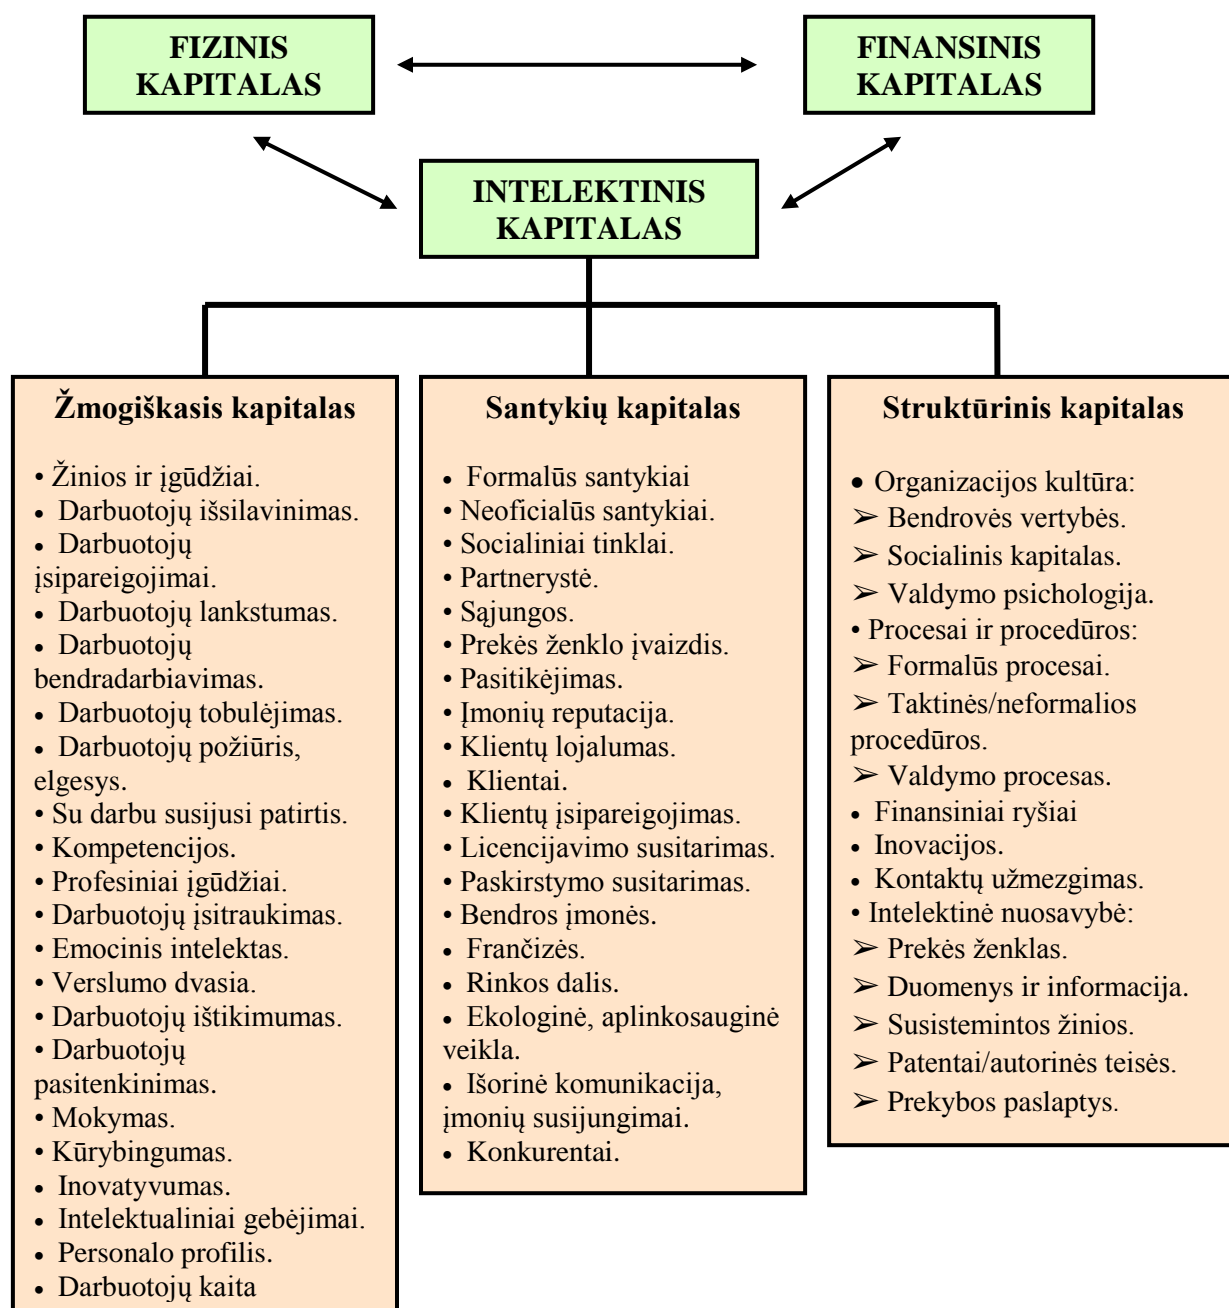 FIZINIS
KAPITALAS
FINANSINIS
KAPITALAS
INTELEKTINIS
KAPITALAS
Žmogiškasis kapitalas
• Žinios ir įgūdžiai.
• Darbuotojų išsilavinimas.
• Darbuotojų
įsipareigojimai.
• Darbuotojų lankstumas.
• Darbuotojų
bendradarbiavimas.
• Darbuotojų tobulėjimas.
• Darbuotojų požiūris,
elgesys.
• Su darbu susijusi patirtis.
• Kompetencijos.
• Profesiniai įgūdžiai.
• Darbuotojų įsitraukimas.
• Emocinis intelektas.
• Verslumo dvasia.
• Darbuotojų ištikimumas.
• Darbuotojų
pasitenkinimas.
• Mokymas.
• Kūrybingumas.
• Inovatyvumas.
• Intelektualiniai gebėjimai.
• Personalo profilis.
• Darbuotojų kaita
Santykių kapitalas
• Formalūs santykiai
• Neoficialūs santykiai.
• Socialiniai tinklai.
• Partnerystė.
• Sąjungos.
• Prekės ženklo įvaizdis.
• Pasitikėjimas.
• Įmonių reputacija.
• Klientų lojalumas.
• Klientai.
• Klientų įsipareigojimas.
• Licencijavimo susitarimas.
• Paskirstymo susitarimas.
• Bendros įmonės.
• Frančizės.
• Rinkos dalis.
• Ekologinė, aplinkosauginė
veikla.
• Išorinė komunikacija,
įmonių susijungimai.
• Konkurentai.
Struktūrinis kapitalas
• Organizacijos kultūra:
➢ Bendrovės vertybės.
➢ Socialinis kapitalas.
➢ Valdymo psichologija.
• Procesai ir procedūros:
➢ Formalūs procesai.
➢ Taktinės/neformalios
procedūros.
➢ Valdymo procesas.
• Finansiniai ryšiai
• Inovacijos.
• Kontaktų užmezgimas.
• Intelektinė nuosavybė:
➢ Prekės ženklas.
➢ Duomenys ir informacija.
➢ Susistemintos žinios.
➢ Patentai/autorinės teisės.
➢ Prekybos paslaptys.